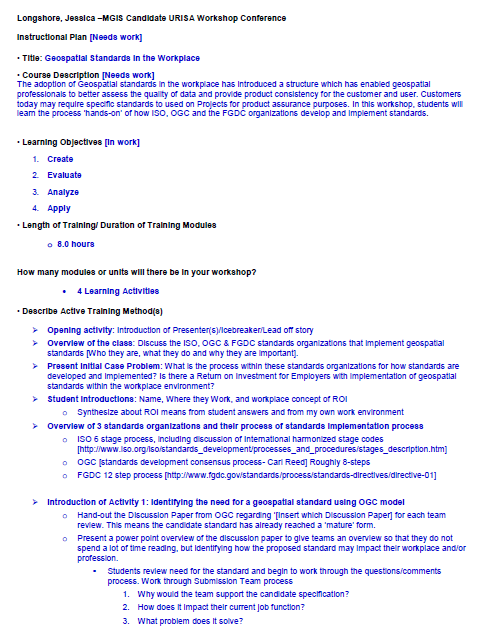 Longshore, Jessica –MGIS Candidate URISA Workshop Conference
Instructional Plan [Needs work]
• Title: Geospatial Standards in the Workplace
• Course Description [Needs work]
The adoption of Geospatial standards in the workplace has introduced a structure which has enabled geospatial
professionals to better assess the quality of data and provide product consistency for the customer and user. Customers
today may require specific standards to used on Projects for product assurance purposes. In this workshop, students will
learn the process 'hands-on' of how ISO, OGC and the FGDC organizations develop and implement standards.
• Learning Objectives [in work]
1. Create
2. Evaluate
3. Analyze
4. Apply
• Length of Training/ Duration of Training Modules
o 8.0 hours
How many modules or units will there be in your workshop?
• 4 Learning Activities
• Describe Active Training Method(s)
➢ Opening activity: Introduction of Presenter(s)/Icebreaker/Lead off story
➢ Overview of the class: Discuss the ISO, OGC & FGDC standards organizations that implement geospatial
standards [Who they are, what they do and why they are important].
➢ Present Initial Case Problem: What is the process within these standards organizations for how standards are
developed and implemented? Is there a Return on Investment for Employers with implementation of geospatial
standards within the workplace environment?
➢ Student Introductions: Name, Where they Work, and workplace concept of ROI
o Synthesize about ROI means from student answers and from my own work environment
➢ Overview of 3 standards organizations and their process of standards implementation process
o ISO 6 stage process, including discussion of international harmonized stage codes
[http://www.iso.org/iso/standards_development/processes_and_procedures/stages_description.htm]
o OGC [standards development consensus process- Carl Reed] Roughly 8-steps
o FGDC 12 step process [http://www.fgdc.gov/standards/process/standards-directives/directive-01]
➢ Introduction of Activity 1: Identifying the need for a geospatial standard using OGC model
o Hand-out the Discussion Paper from OGC regarding '[Insert which Discussion Paper] for each team
review. This means the candidate standard has already reached a 'mature' form.
o Present a power point overview of the discussion paper to give teams an overview so that they do not
spend a lot of time reading, but identifying how the proposed standard may impact their workplace and/or
profession.
• Students review need for the standard and begin to work through the questions/comments
process. Work through Submission Team process
1. Why would the team support the candidate specification?
2. How does it impact their current job function?
3. What problem does it solve?